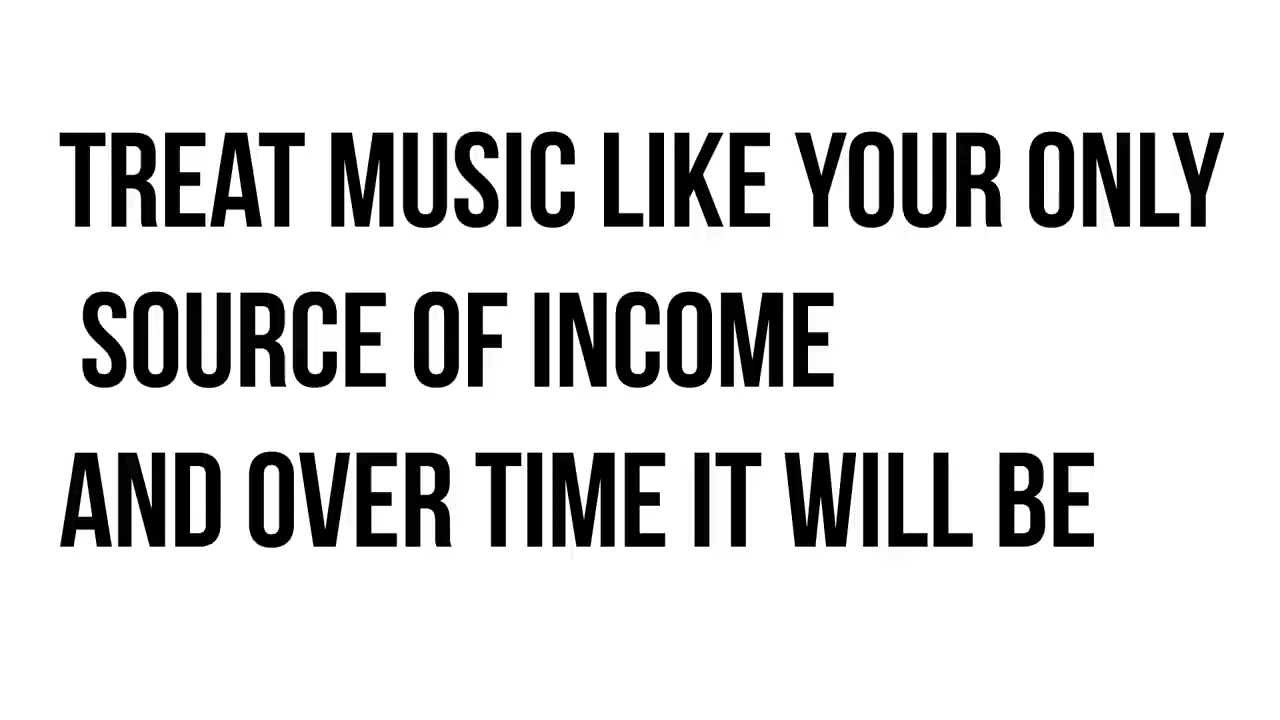 TREAT MUSIC LIKE YOUR ONLY
SOURCE OF INCOME
AND OVER TIME IT WILL BE